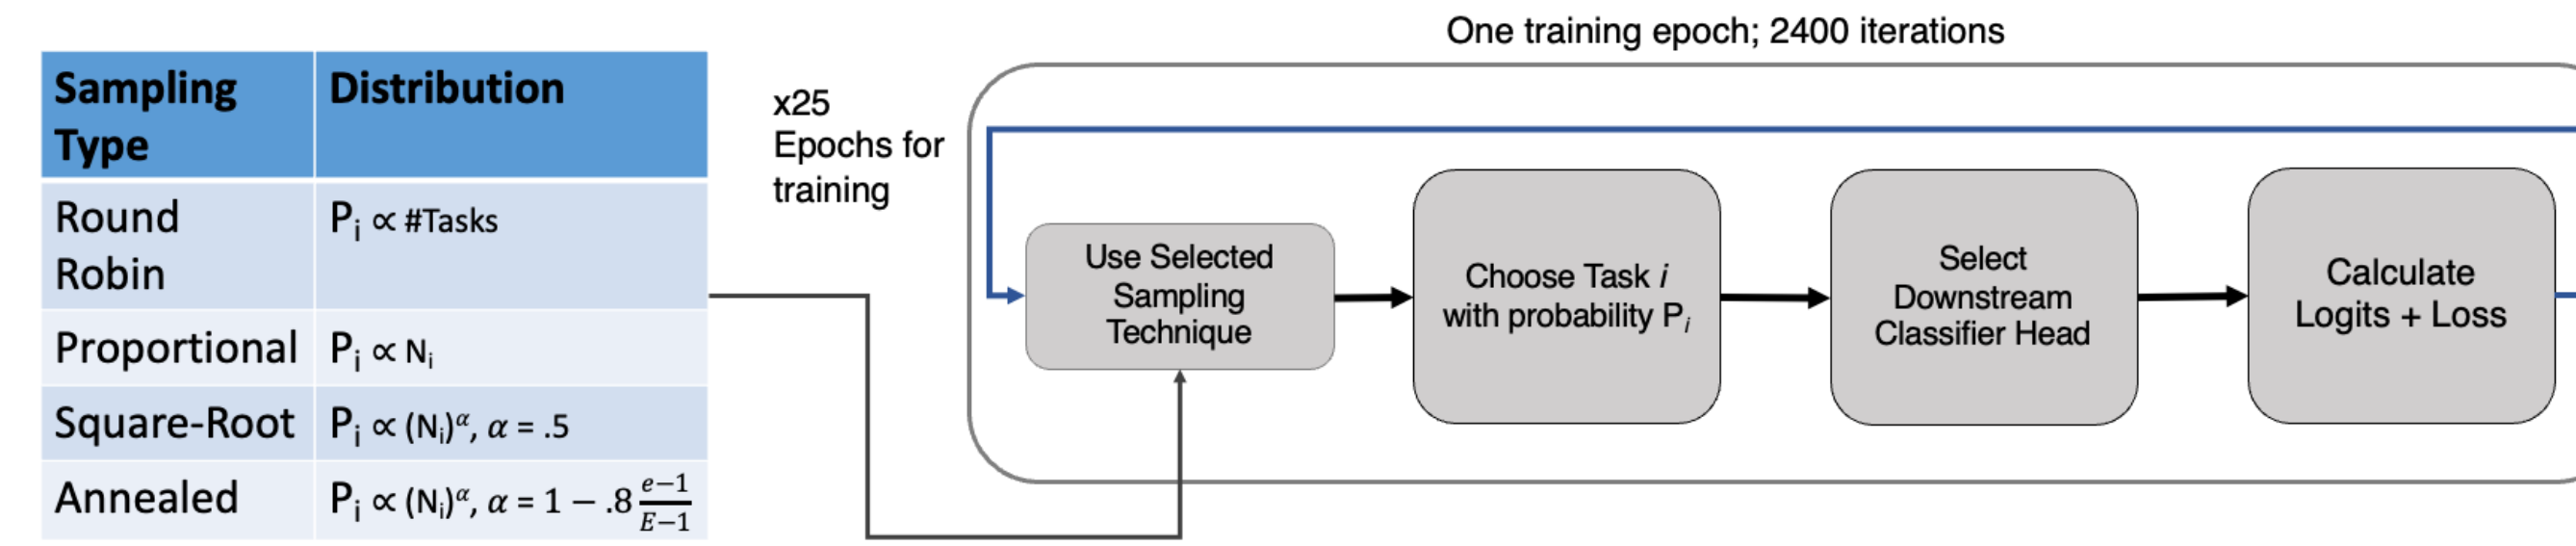 One training epoch; 2400 iterations
Sampling
Type
Distribution
Round
Robin
Pᵢ ∝ #Tasks
Proportional
Pᵢ ∝ Nᵢ
Square-Root
Pᵢ ∝ (Nᵢ)^α, α = .5
Annealed
Pᵢ ∝ (Nᵢ)^α, α = 1 − .8 (e−1)/(E−1)
x25
Epochs for
training
Use Selected
Sampling
Technique
Choose Task i
with probability Pᵢ
Select
Downstream
Classifier Head
Calculate
Logits + Loss